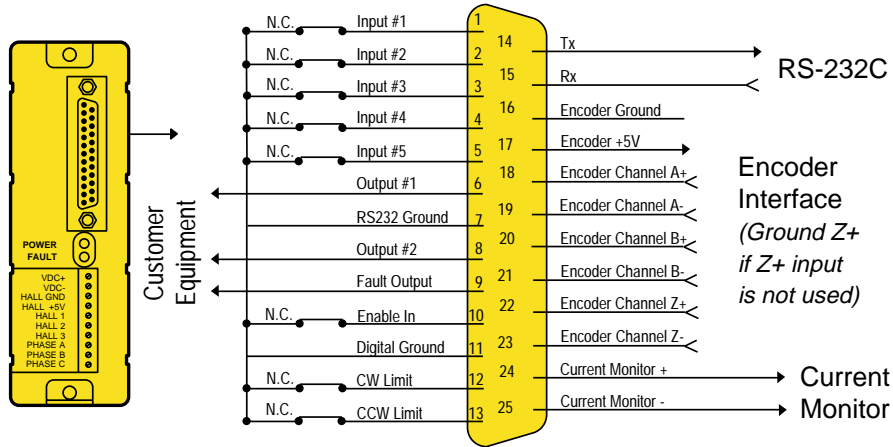 POWER
FAULT
VDC+
VDC-
HALL GND
HALL +5V
HALL 1
HALL 2
HALL 3
PHASE A
PHASE B
PHASE C
Customer
Equipment
N.C. Input #1 1
N.C. Input #2 2
N.C. Input #3 3
N.C. Input #4 4
N.C. Input #5 5
Output #1 6
RS232 Ground 7
Output #2 8
Fault Output 9
N.C. Enable In 10
Digital Ground 11
N.C. CW Limit 12
N.C. CCW Limit 13
14 Tx
15 Rx
16 Encoder Ground
17 Encoder +5V
18 Encoder Channel A+
19 Encoder Channel A-
20 Encoder Channel B+
21 Encoder Channel B-
22 Encoder Channel Z+
23 Encoder Channel Z-
24 Current Monitor +
25 Current Monitor -
RS-232C
Encoder
Interface
(Ground Z+
if Z+ input
is not used)
Current
Monitor